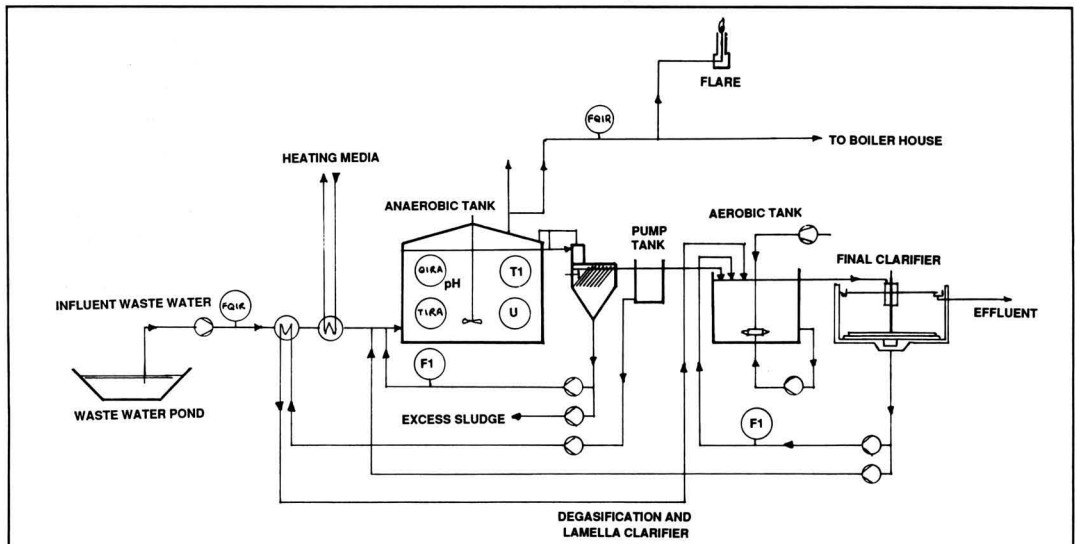 FLARE
FQIR
TO BOILER HOUSE
HEATING MEDIA
ANAEROBIC TANK
PUMP
TANK
AEROBIC TANK
FINAL CLARIFIER
QIRA
pH
T1
TIRA
U
INFLUENT WASTE WATER
FQIR
EFFLUENT
WASTE WATER POND
F1
EXCESS SLUDGE
F1
DEGASIFICATION AND
LAMELLA CLARIFIER